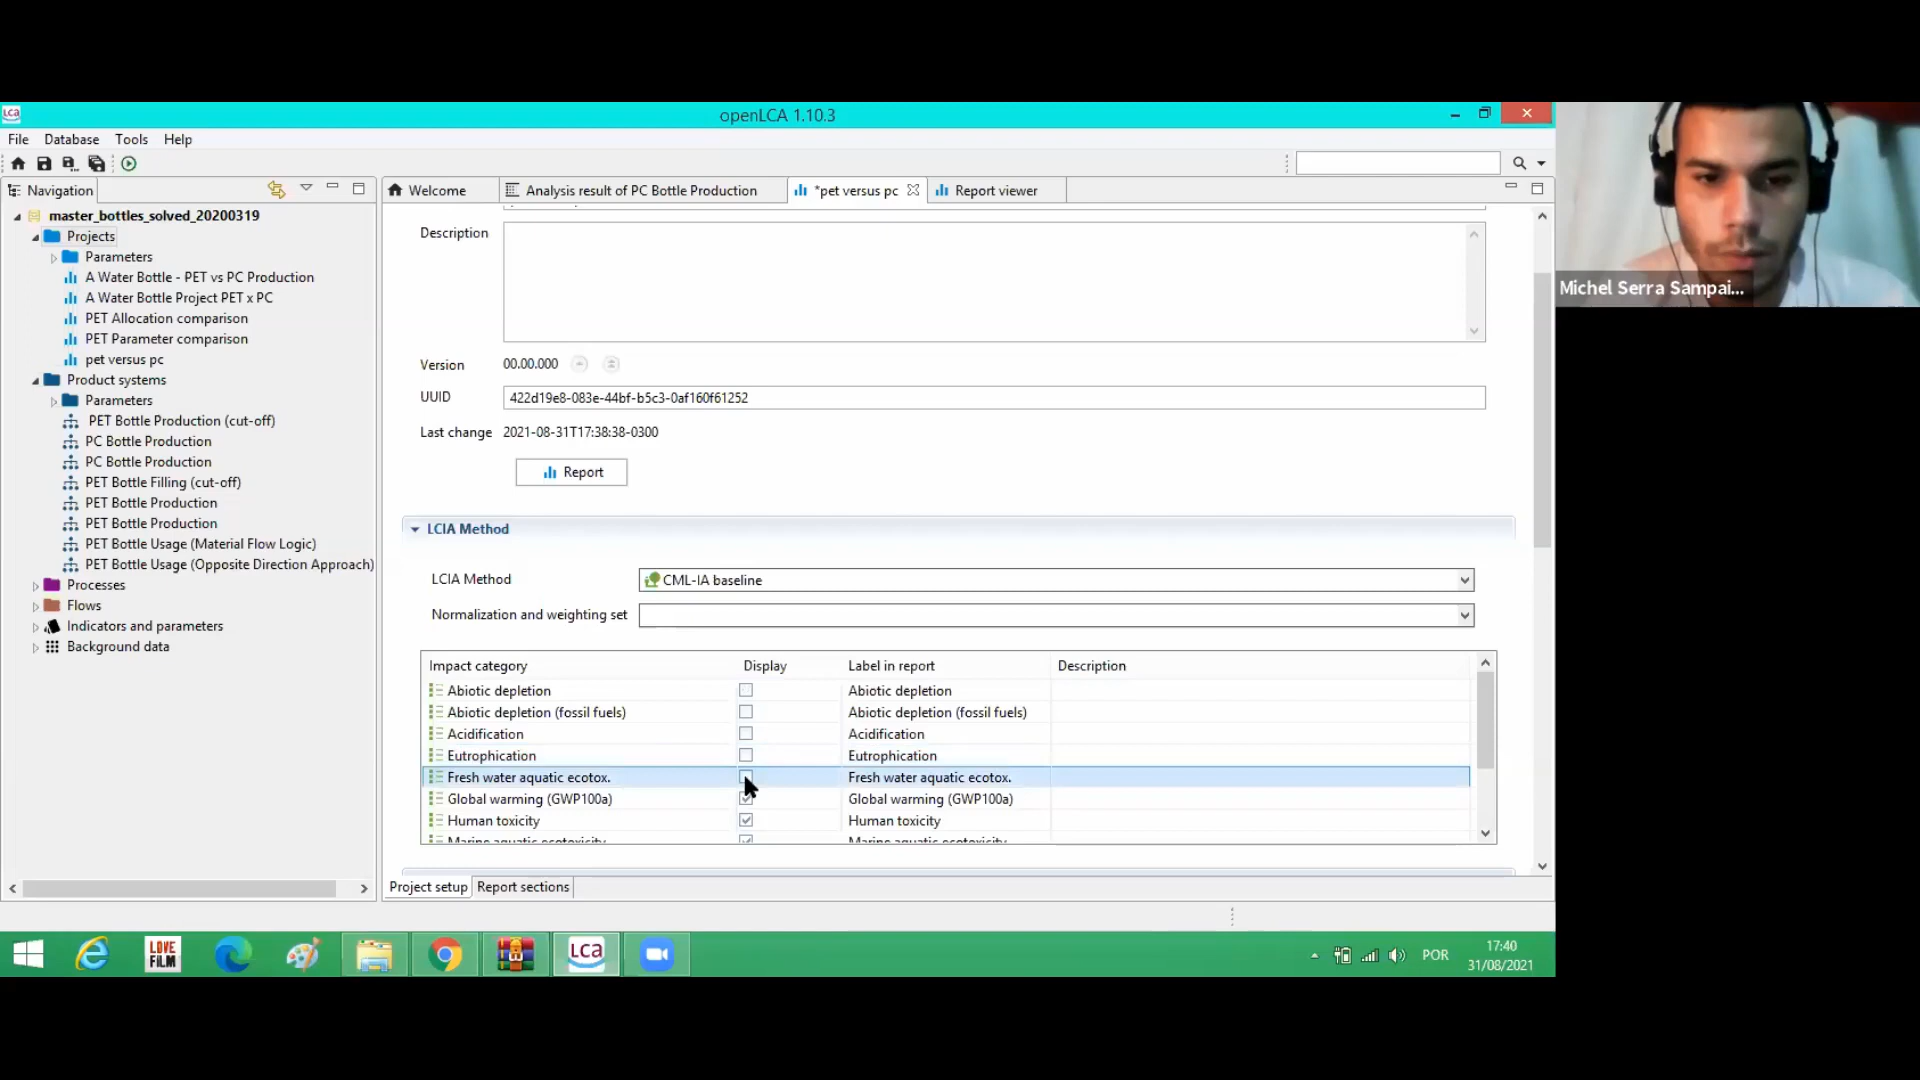 LCA
openLCA 1.10.3
File Database Tools Help
Navigation
Welcome
Analysis result of PC Bottle Production
*pet versus pc
Report viewer
master_bottles_solved_20200319
Projects
Parameters
A Water Bottle - PET vs PC Production
A Water Bottle Project PET x PC
PET Allocation comparison
PET Parameter comparison
pet versus pc
Product systems
Parameters
PET Bottle Production (cut-off)
PC Bottle Production
PC Bottle Production
PET Bottle Filling (cut-off)
PET Bottle Production
PET Bottle Production
PET Bottle Usage (Material Flow Logic)
PET Bottle Usage (Opposite Direction Approach)
Processes
Flows
Indicators and parameters
Background data
Description
Version 00.00.000
UUID 422d19e8-083e-44bf-b5c3-0af160f61252
Last change 2021-08-31T17:38:38-0300
Report
LCIA Method
LCIA Method CML-IA baseline
Normalization and weighting set
Impact category Display Label in report Description
Abiotic depletion Abiotic depletion
Abiotic depletion (fossil fuels) Abiotic depletion (fossil fuels)
Acidification Acidification
Eutrophication Eutrophication
Fresh water aquatic ecotox. Fresh water aquatic ecotox.
Global warming (GWP100a) Global warming (GWP100a)
Human toxicity Human toxicity
Marine aquatic ecotoxicity Marine aquatic ecotoxicity
Project setup Report sections
Michel Serra Sampai...
LOVE
FILM
LCA
POR
17:40
31/08/2021